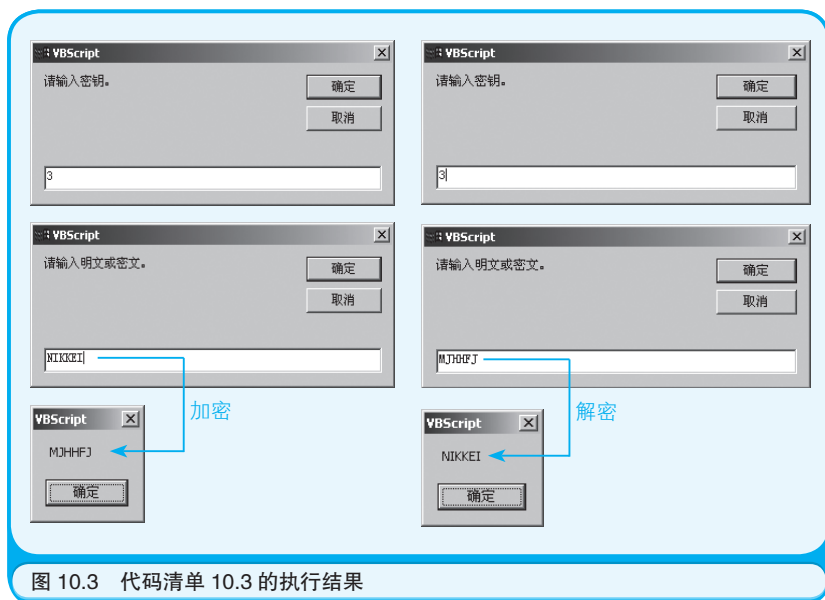 VBScript
请输入密钥。
确定
取消
3
VBScript
请输入密钥。
确定
取消
3
VBScript
请输入明文或密文。
确定
取消
NIKKEI
VBScript
请输入明文或密文。
确定
取消
MJHHFJ
加密
解密
VBScript
MJHHFJ
确定
VBScript
NIKKEI
确定
图 10.3 代码清单 10.3 的执行结果